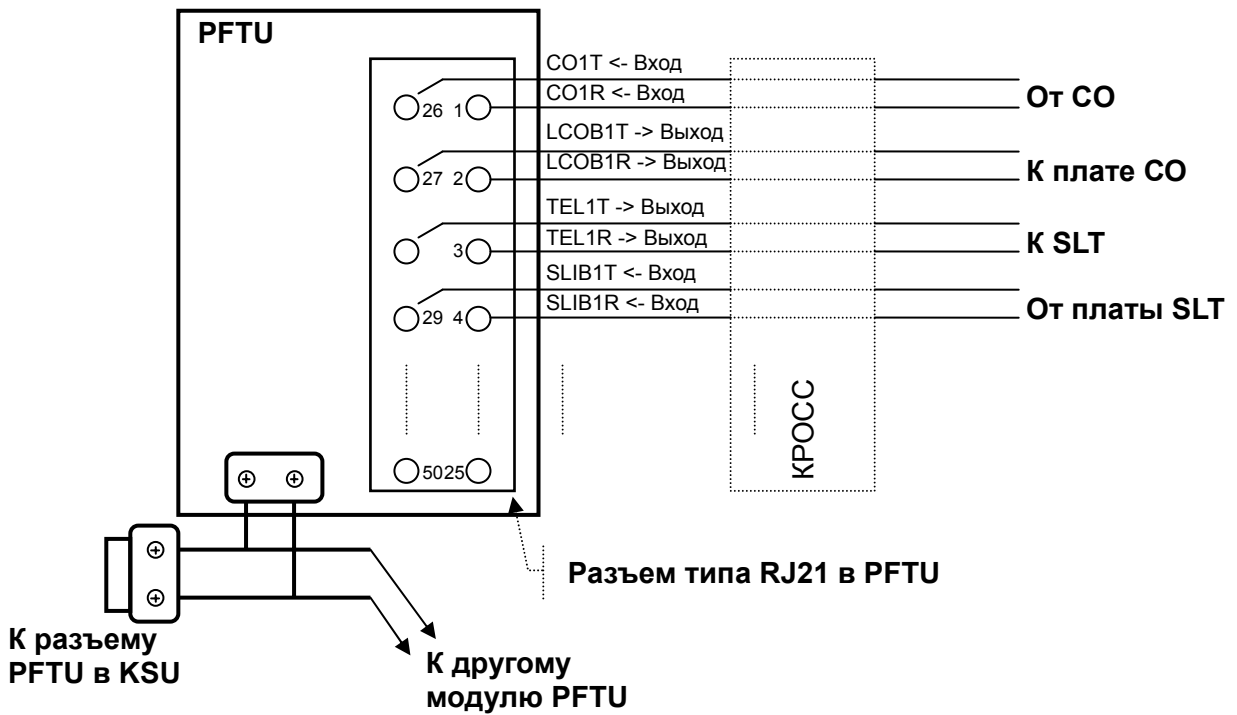 PFTU
CO1T <- Вход
26 1
CO1R <- Вход
От CO
LCOB1T -> Выход
27 2
LCOB1R -> Выход
К плате CO
TEL1T -> Выход
3
TEL1R -> Выход
К SLT
SLIB1T <- Вход
29 4
SLIB1R <- Вход
От платы SLT
КРОСС
50 25
Разъем типа RJ21 в PFTU
К разъему
PFTU в KSU
К другому
модулю PFTU